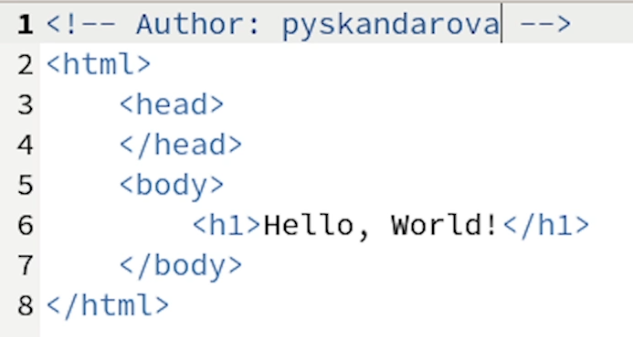 1 <!-- Author: pyskandarova -->
2 <html>
3     <head>
4     </head>
5     <body>
6         <h1>Hello, World!</h1>
7     </body>
8 </html>